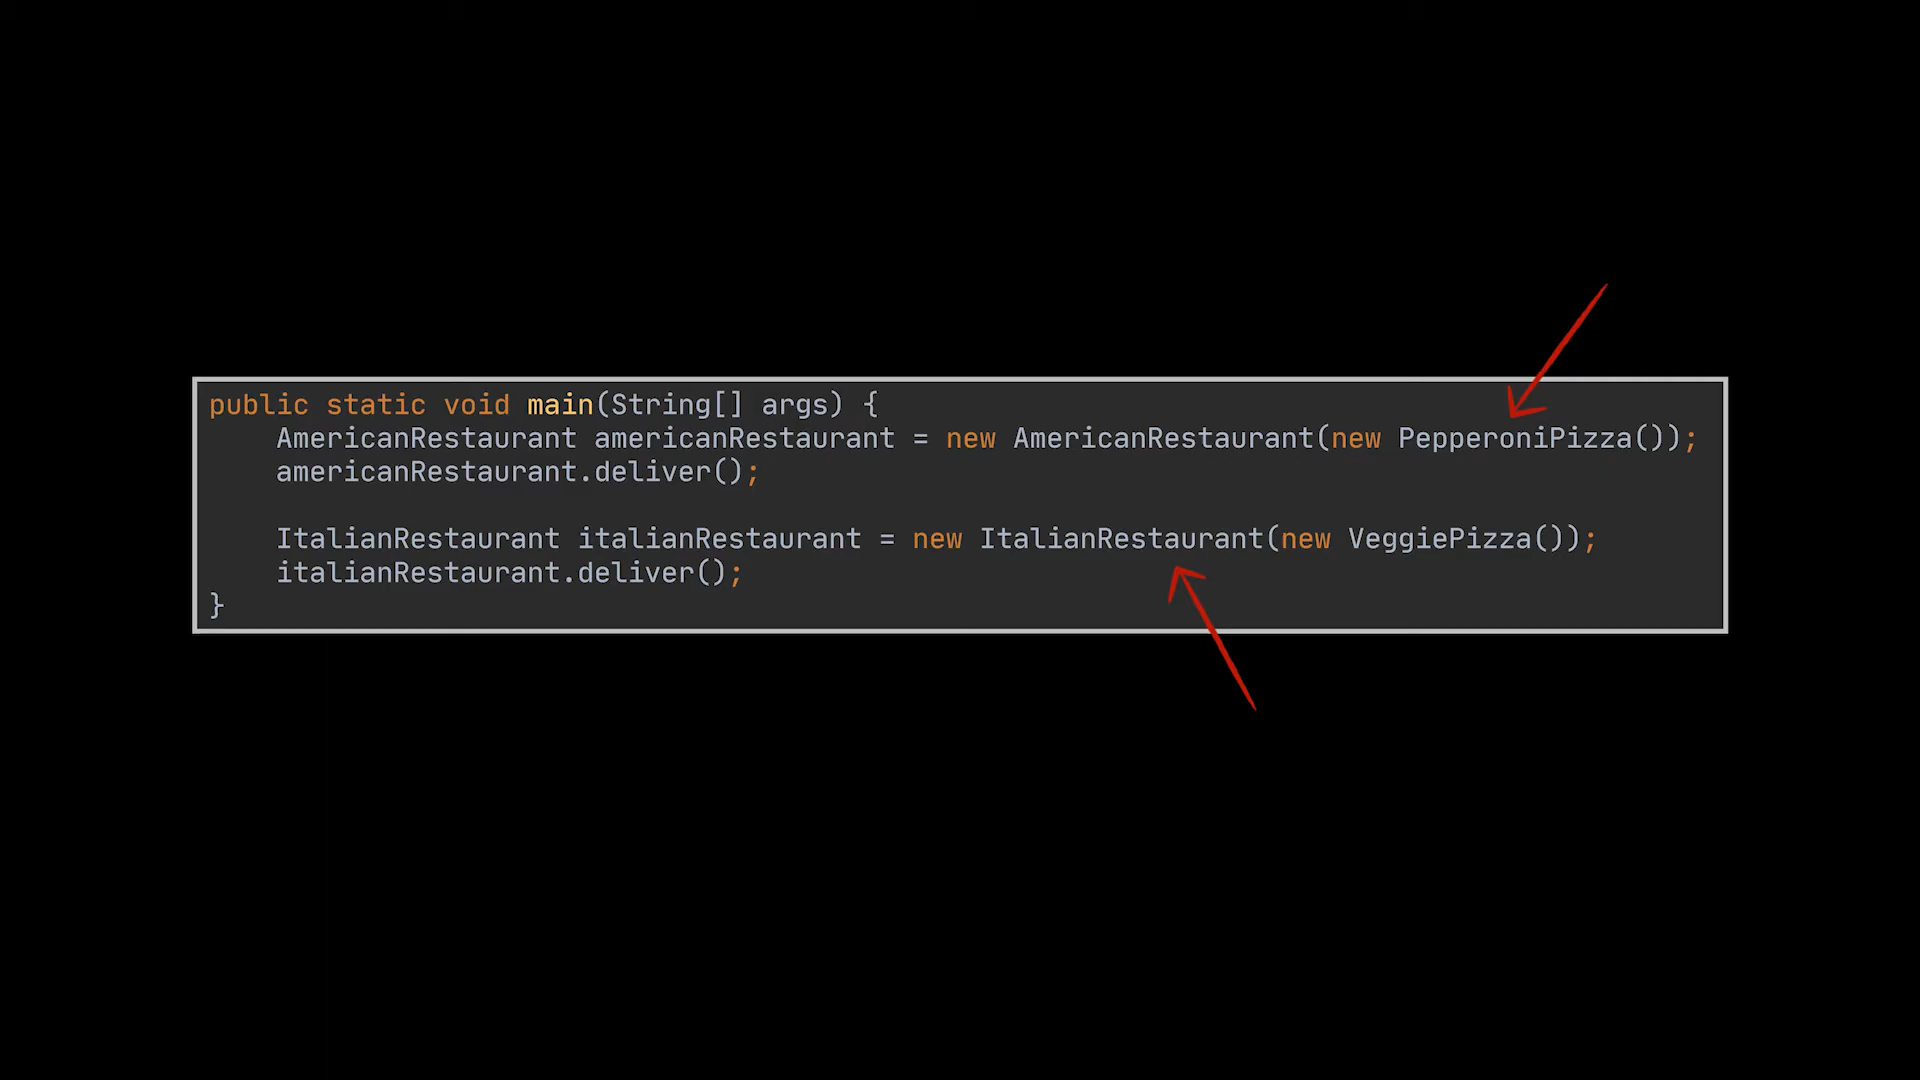 public static void main(String[] args) {
    AmericanRestaurant americanRestaurant = new AmericanRestaurant(new PepperoniPizza());
    americanRestaurant.deliver();

    ItalianRestaurant italianRestaurant = new ItalianRestaurant(new VeggiePizza());
    italianRestaurant.deliver();
}